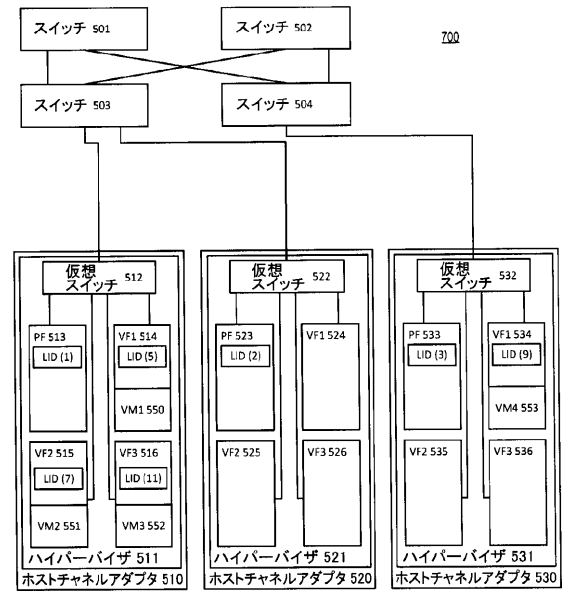 スイッチ 501
スイッチ 502
700
スイッチ 503
スイッチ 504
仮想
スイッチ 512
PF 513
LID (1)
VF1 514
LID (5)
VM1 550
VF2 515
LID (7)
VM2 551
VF3 516
LID (11)
VM3 552
ハイパーバイザ 511
ホストチャネルアダプタ 510
仮想
スイッチ 522
PF 523
LID (2)
VF1 524
VF2 525
VF3 526
ハイパーバイザ 521
ホストチャネルアダプタ 520
仮想
スイッチ 532
PF 533
LID (3)
VF1 534
LID (9)
VM4 553
VF2 535
VF3 536
ハイパーバイザ 531
ホストチャネルアダプタ 530